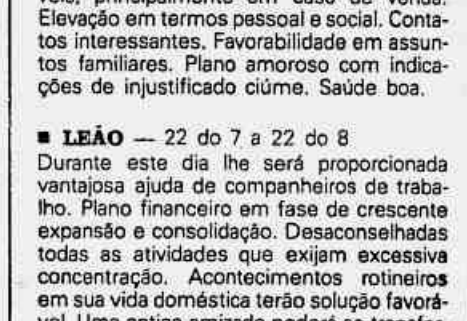 veis, principalmente em caso de venda.
Elevação em termos pessoal e social. Conta-
tos interessantes. Favorabilidade em assun-
tos familiares. Plano amoroso com indica-
ções de injustificado ciúme. Saúde boa.
■ LEÃO — 22 do 7 a 22 do 8
Durante este dia lhe será proporcionada
vantajosa ajuda de companheiros de traba-
lho. Plano financeiro em fase de crescente
expansão e consolidação. Desaconselhadas
todas as atividades que exijam excessiva
concentração. Acontecimentos rotineiros
em sua vida doméstica terão solução favorá-
vel. Uma antiga amizade poderá se transfor-